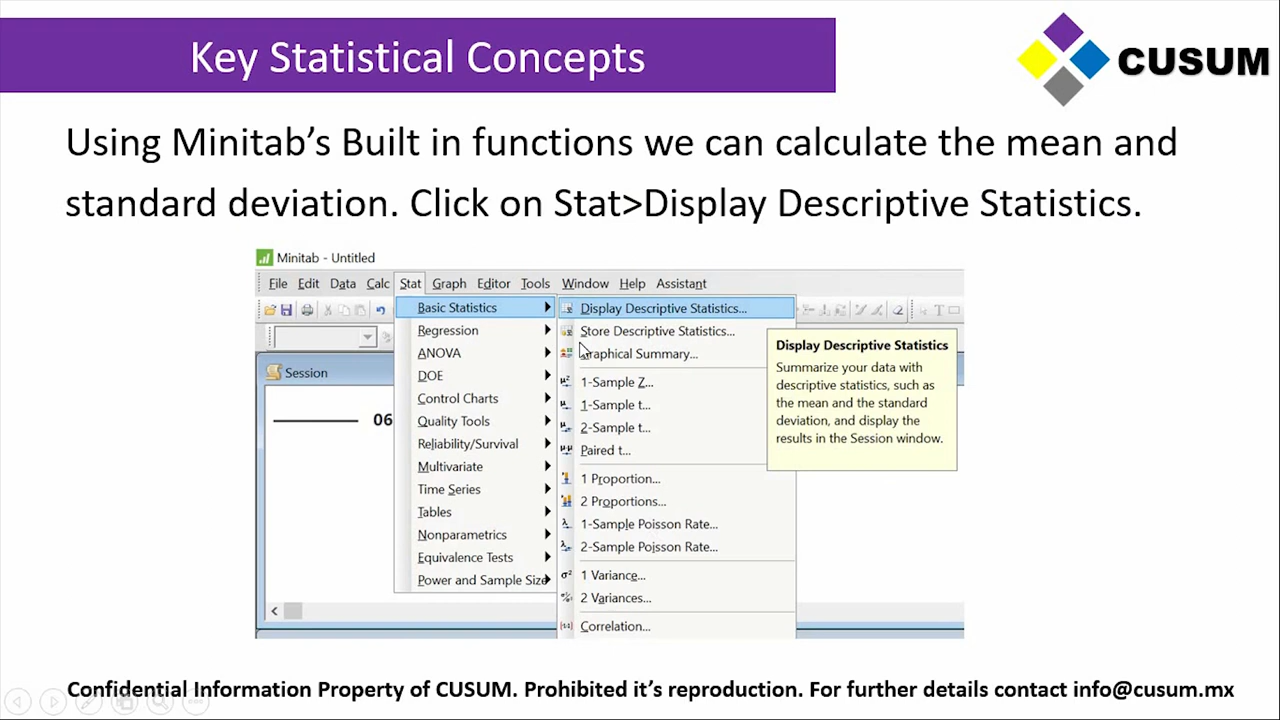 Key Statistical Concepts
CUSUM
Using Minitab's Built in functions we can calculate the mean and
standard deviation. Click on Stat>Display Descriptive Statistics.
Minitab - Untitled
File Edit Data Calc Stat Graph Editor Tools Window Help Assistant
Basic Statistics
Regression
ANOVA
DOE
Control Charts
Quality Tools
Reliability/Survival
Multivariate
Time Series
Tables
Nonparametrics
Equivalence Tests
Power and Sample Size
Display Descriptive Statistics...
Store Descriptive Statistics...
Graphical Summary...
µz 1-Sample Z...
1-Sample t...
2-Sample t...
Paired t...
1 Proportion...
2 Proportions...
1-Sample Poisson Rate...
2-Sample Poisson Rate...
σ² 1 Variance...
2 Variances...
Correlation...
Display Descriptive Statistics
Summarize your data with
descriptive statistics, such as
the mean and the standard
deviation, and display the
results in the Session window.
Session
06
Confidential Information Property of CUSUM. Prohibited it's reproduction. For further details contact info@cusum.mx